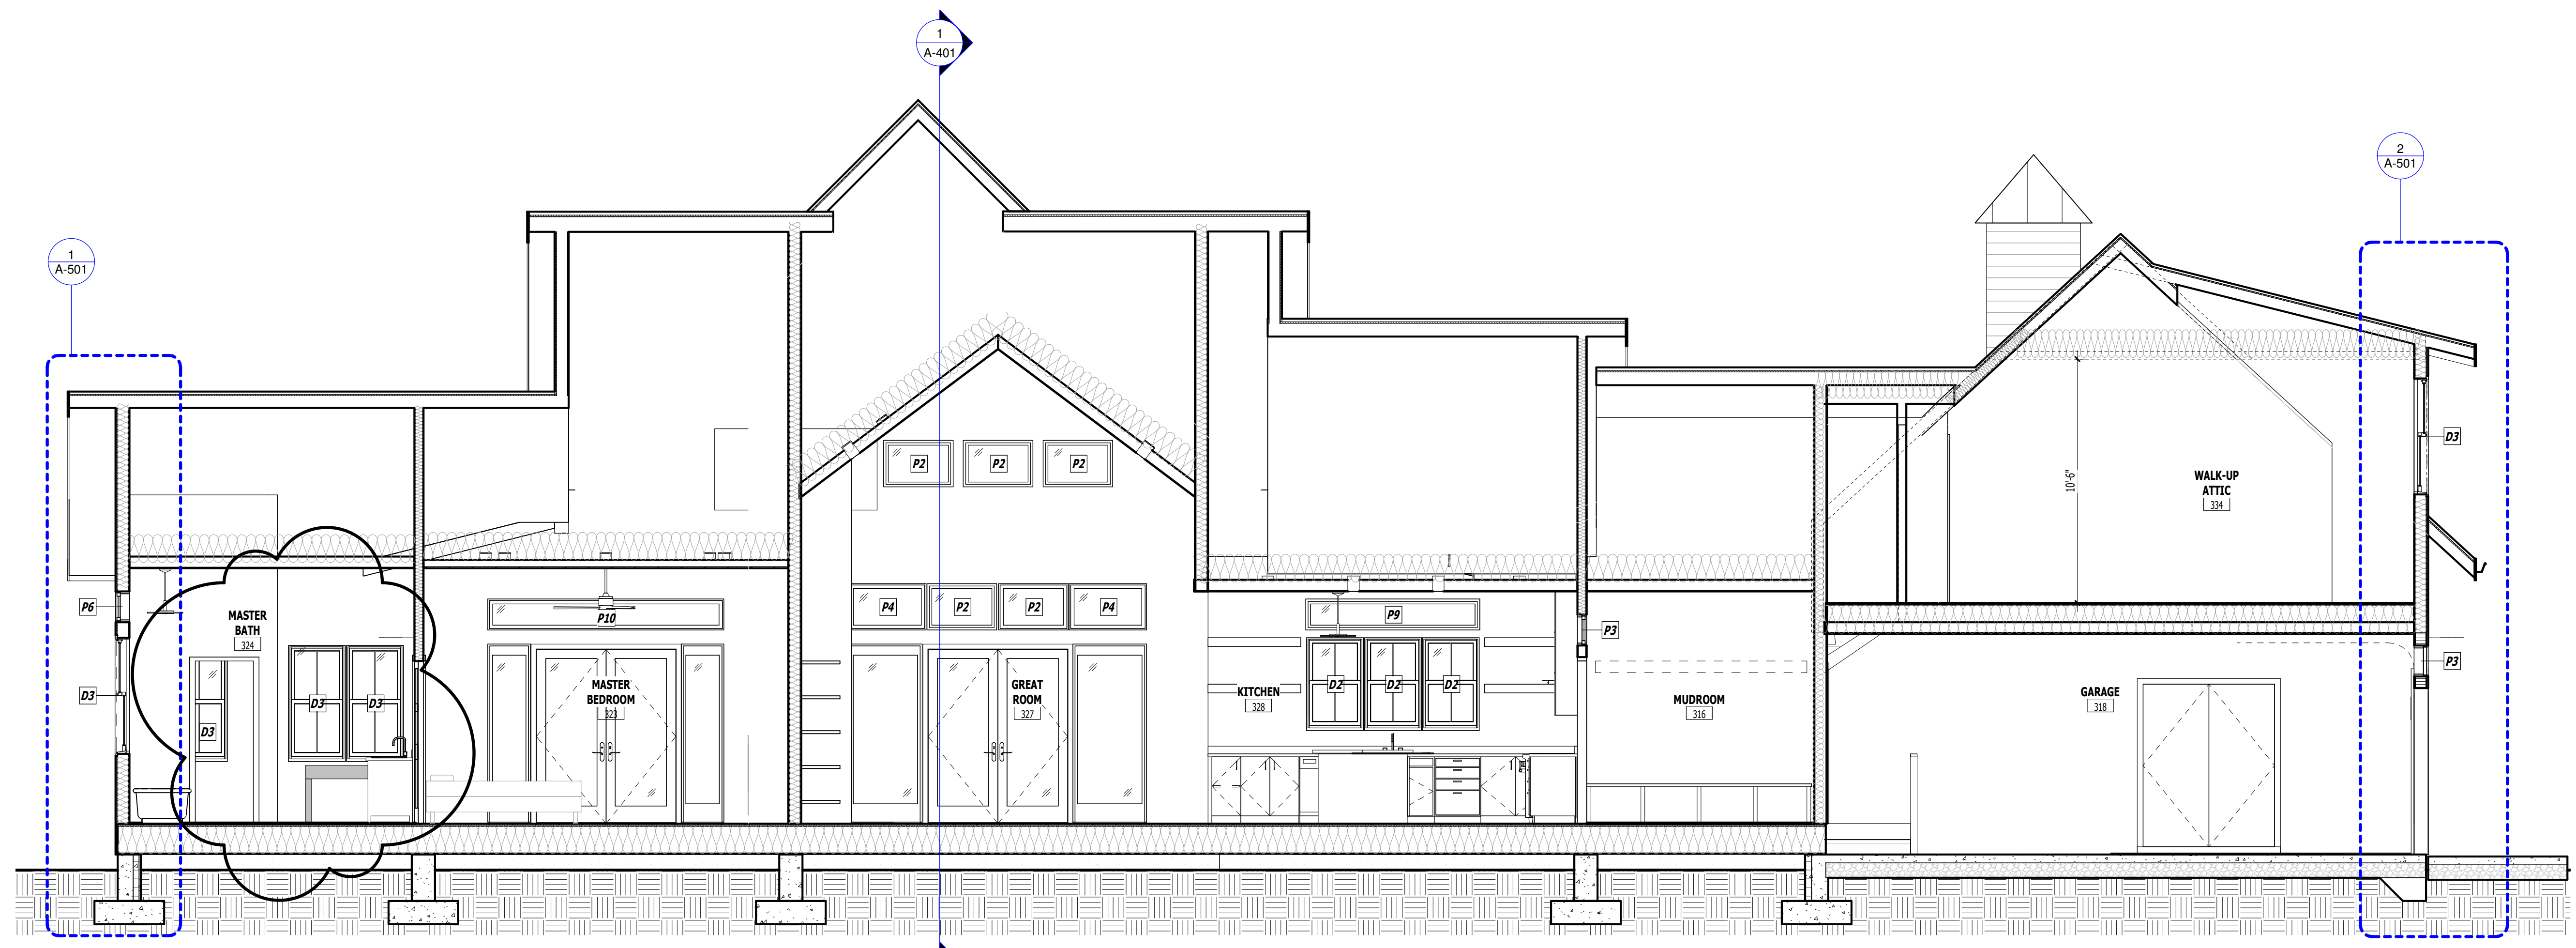 1
A-401
2
A-501
1
A-501
D3
10'-6"
WALK-UP
ATTIC
334
P2
P2
P2
P6
MASTER
BATH
324
P10
P4
P2
P2
P4
P9
P3
P3
D3
D3
D3
D3
MASTER
BEDROOM
323
GREAT
ROOM
327
KITCHEN
328
D2
D2
D2
MUDROOM
316
GARAGE
318